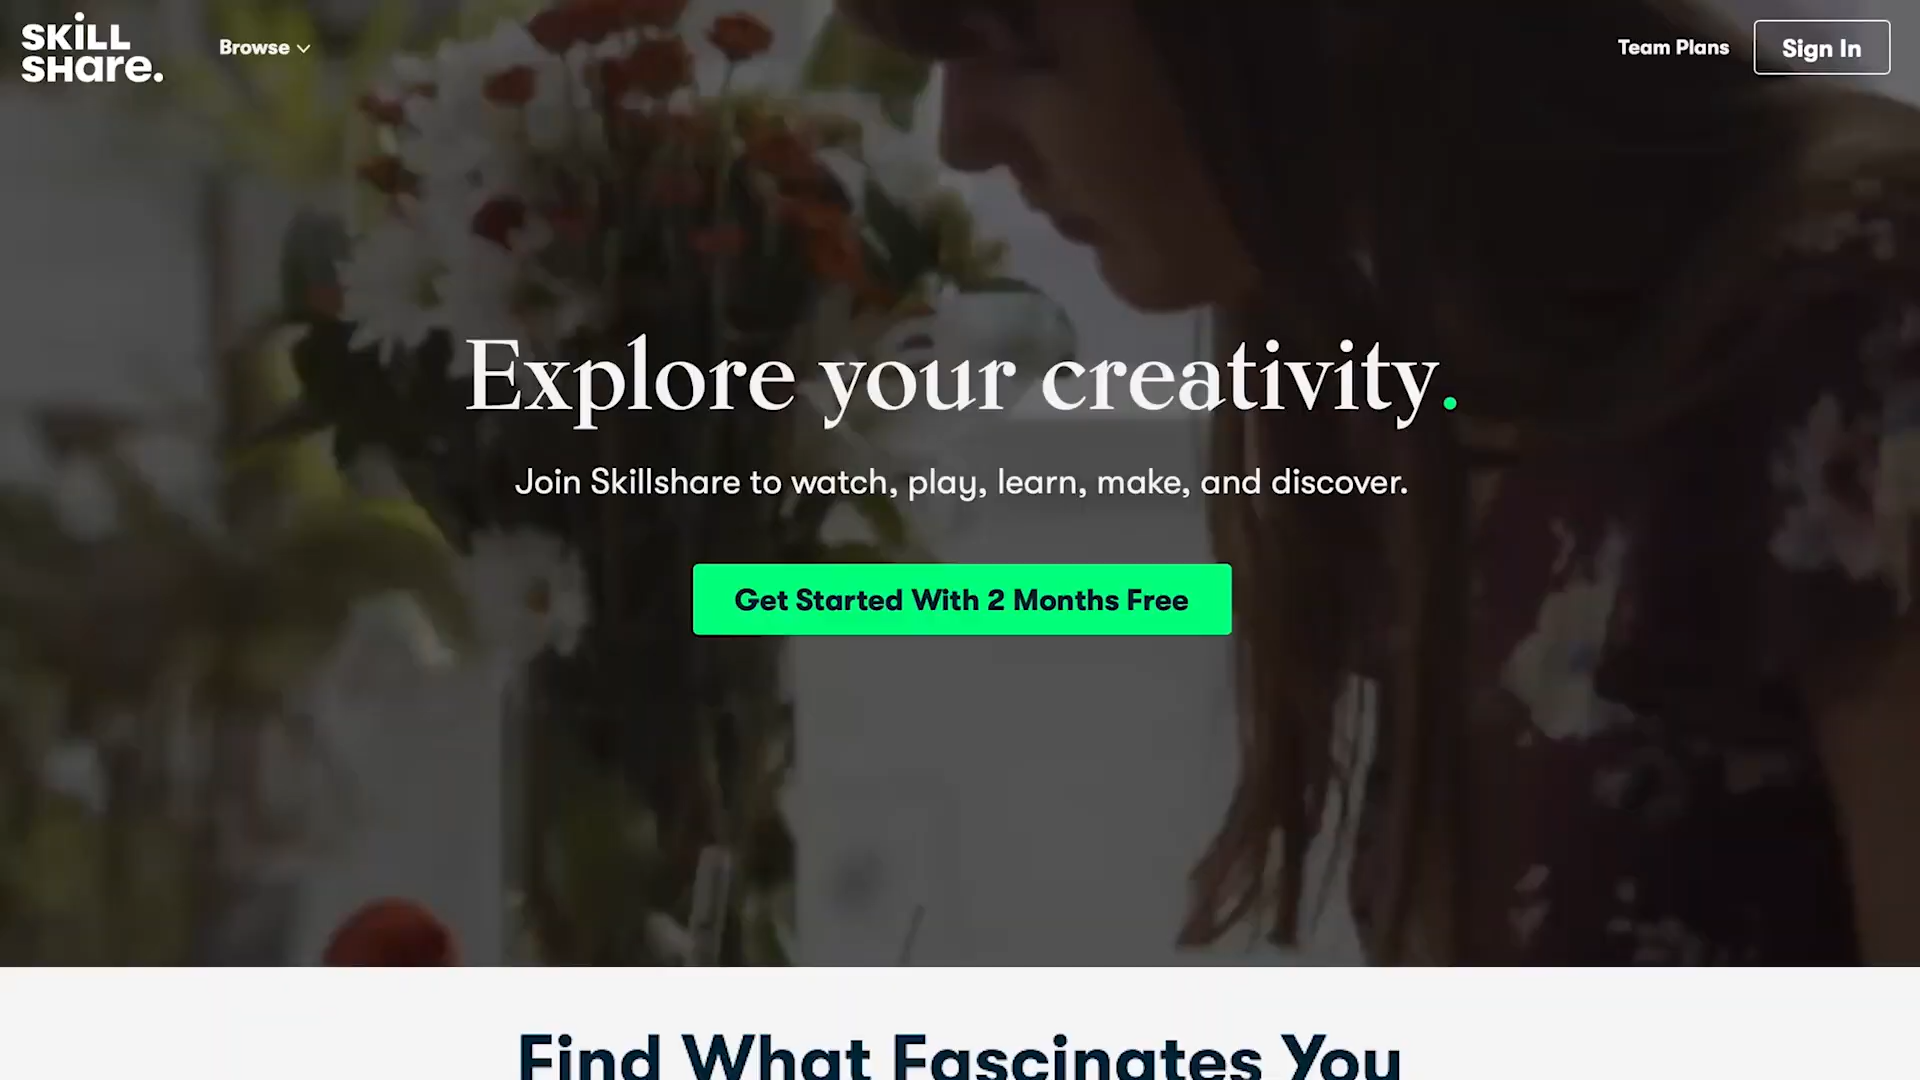 SKILL
SHare.
Browse
Team Plans
Sign In
Explore your creativity.
Join Skillshare to watch, play, learn, make, and discover.
Get Started With 2 Months Free
Find What Fascinates You